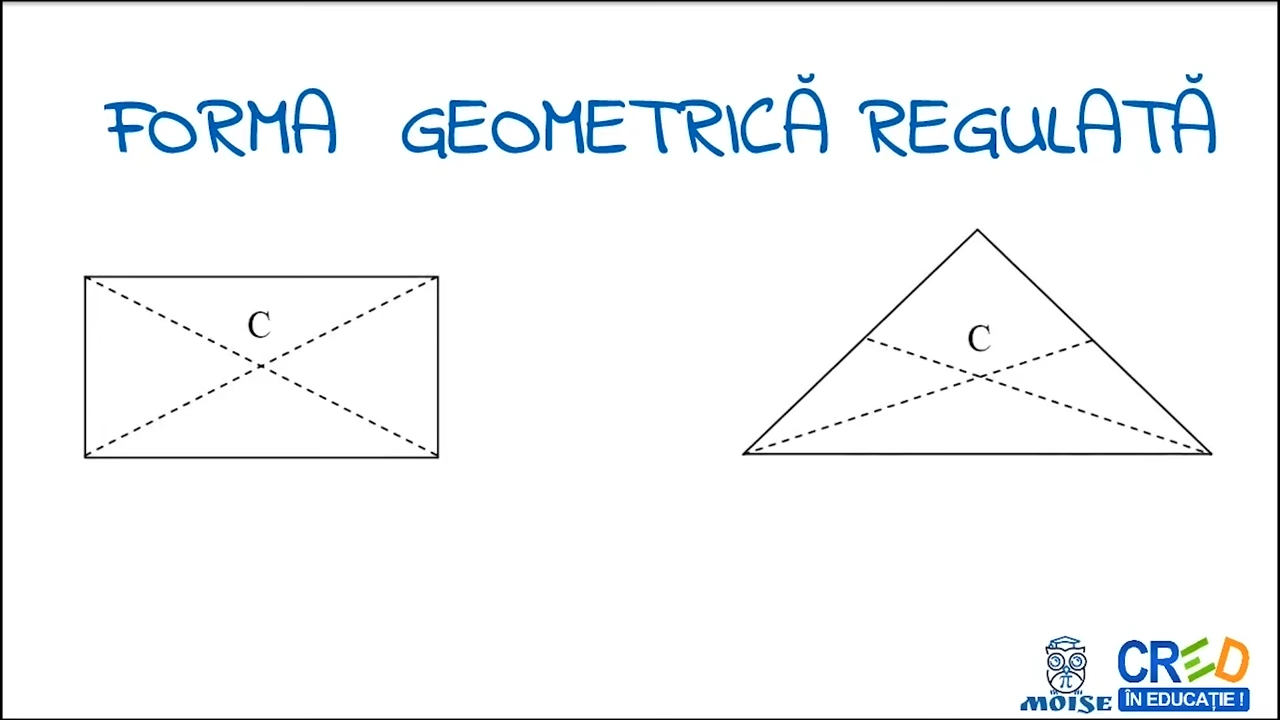 FORMA GEOMETRICĂ REGULATĂ
C
C
π
MOISE
CRED
ÎN EDUCAȚIE !